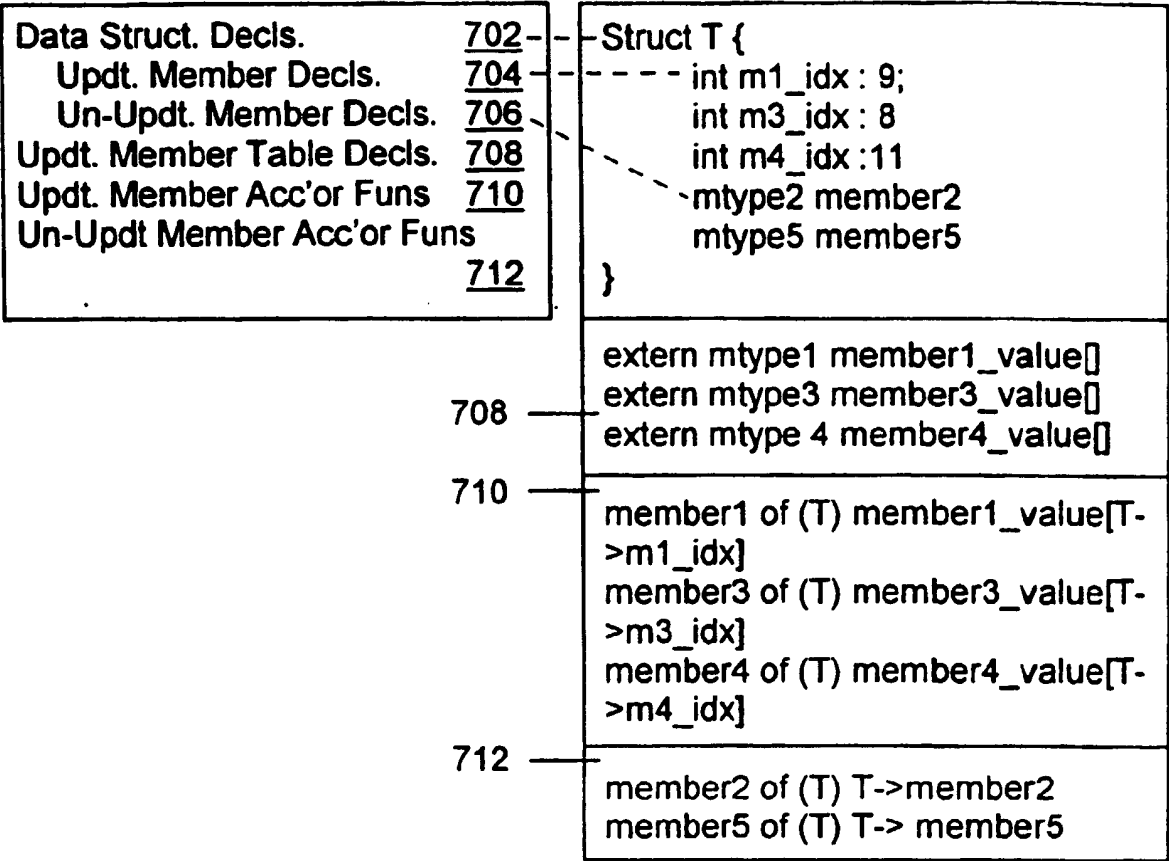 Data Struct. Decls. 702
Updt. Member Decls. 704
Un-Updt. Member Decls. 706
Updt. Member Table Decls. 708
Updt. Member Acc'or Funs 710
Un-Updt Member Acc'or Funs
712
Struct T {
int m1_idx : 9;
int m3_idx : 8
int m4_idx :11
mtype2 member2
mtype5 member5
}
708
extern mtype1 member1_value[]
extern mtype3 member3_value[]
extern mtype 4 member4_value[]
710
member1 of (T) member1_value[T-
>m1_idx]
member3 of (T) member3_value[T-
>m3_idx]
member4 of (T) member4_value[T-
>m4_idx]
712
member2 of (T) T->member2
member5 of (T) T-> member5